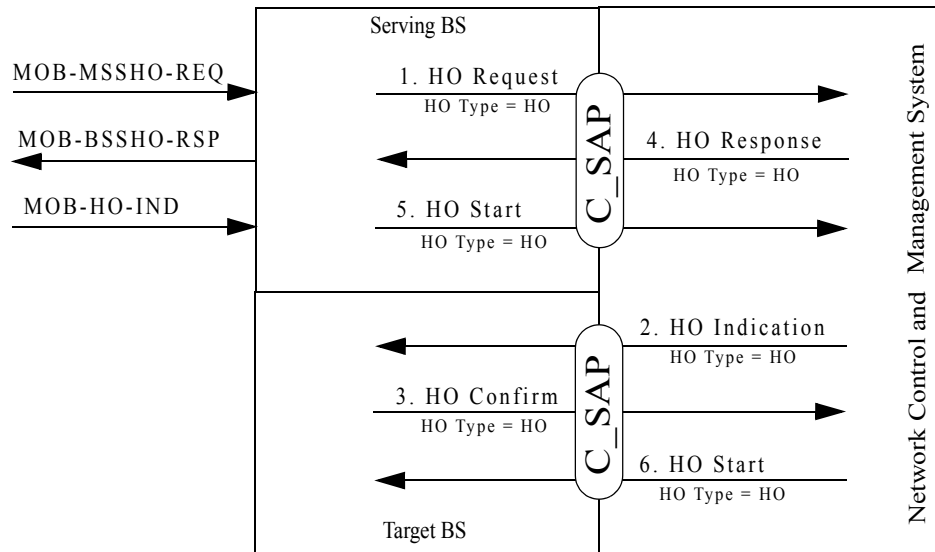 Serving BS
MOB-MSSHO-REQ
1. HO Request
HO Type = HO
MOB-BSSHO-RSP
4. HO Response
HO Type = HO
MOB-HO-IND
5. HO Start
HO Type = HO
C_SAP
2. HO Indication
HO Type = HO
3. HO Confirm
HO Type = HO
6. HO Start
HO Type = HO
C_SAP
Target BS
Network Control and Management System